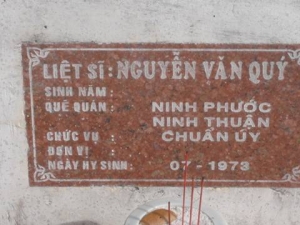 LIỆT SĨ: NGUYỄN VĂN QUÝ
SINH NĂM :
QUÊ QUÁN : NINH PHƯỚC
NINH THUẬN
CHỨC VỤ : CHUẨN ÚY
ĐƠN VỊ :
NGÀY HY SINH: 07-1973